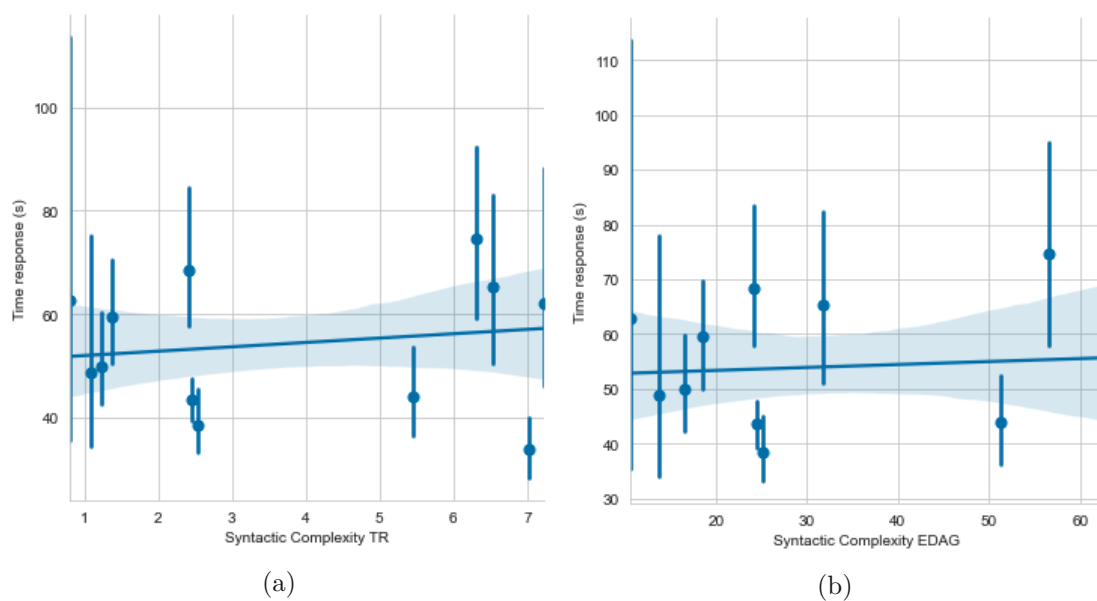 100
80
60
40
Time response (s)
1 2 3 4 5 6 7
Syntactic Complexity TR
(a)
110
100
90
80
70
60
50
40
30
Time response (s)
20 30 40 50 60
Syntactic Complexity EDAG
(b)